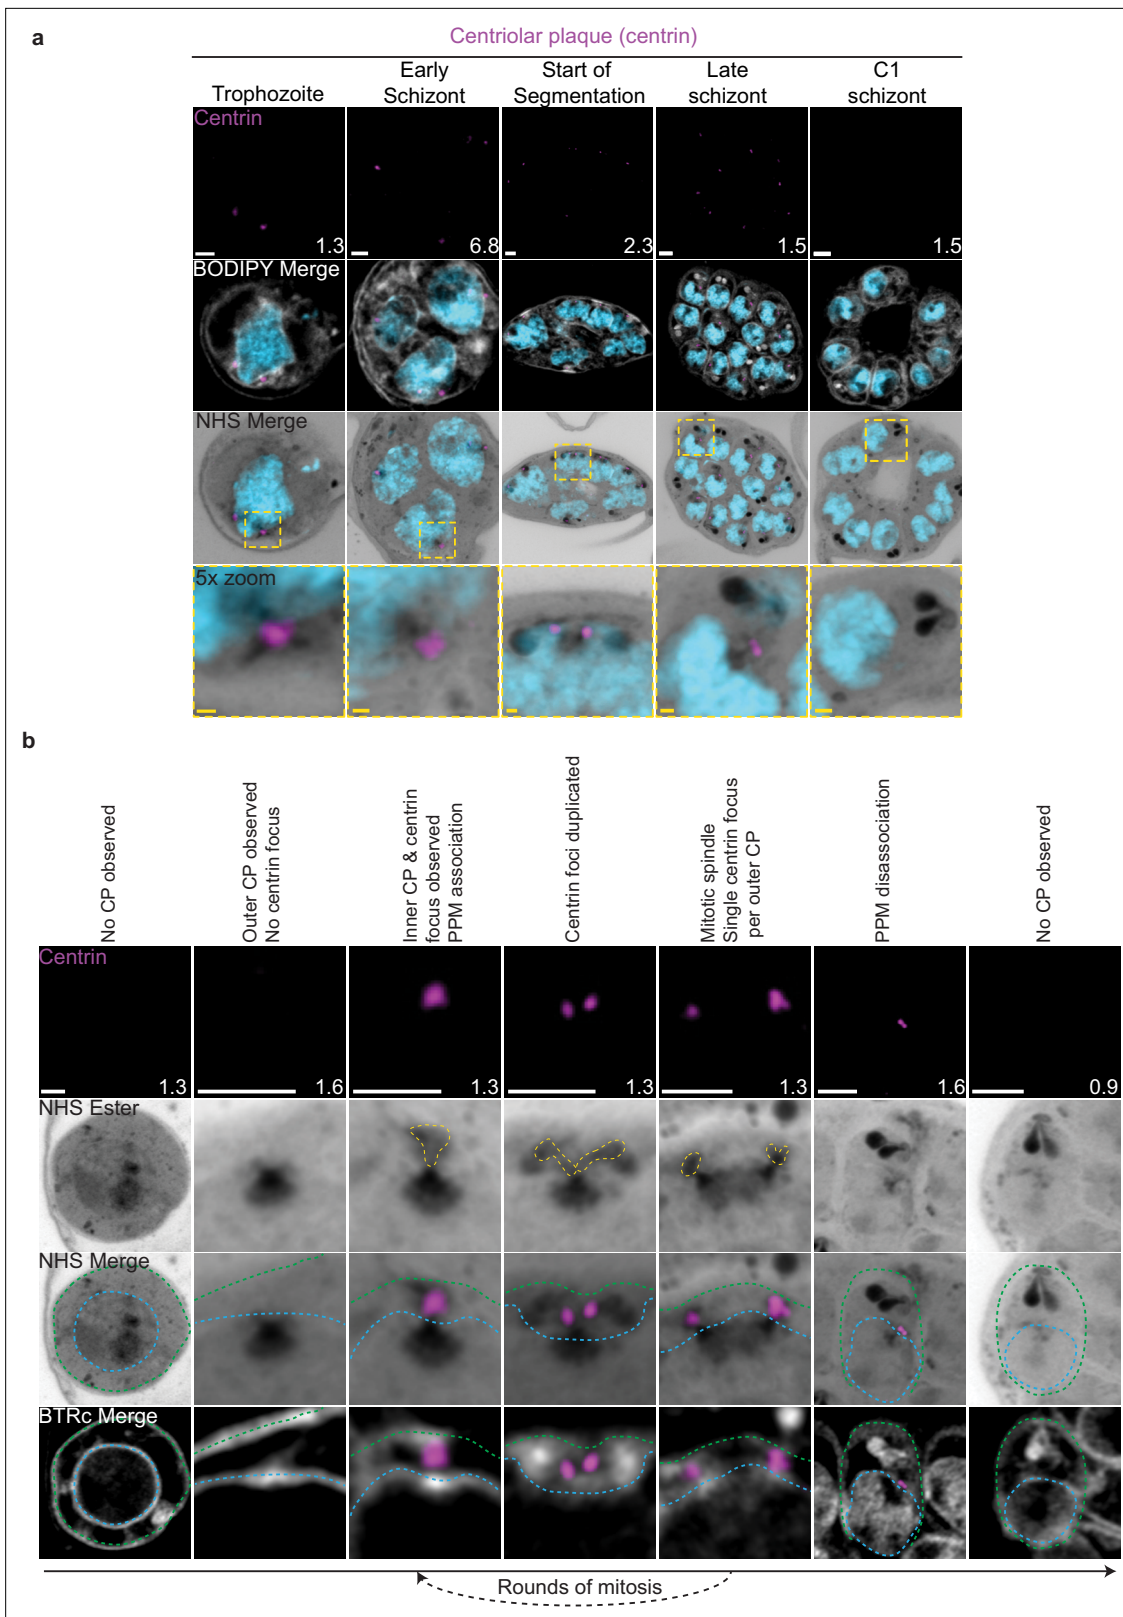 a
Centriolar plaque (centrin)
Trophozoite
Early
Schizont
Start of
Segmentation
Late
schizont
C1
schizont
Centrin
1.3
6.8
2.3
1.5
1.5
BODIPY Merge
NHS Merge
5x zoom
b
No CP observed
Outer CP observed
No centrin focus
Inner CP & centrin
focus observed
PPM association
Centrin foci duplicated
Mitotic spindle
Single centrin focus
per outer CP
PPM disassociation
No CP observed
Centrin
1.3
1.6
1.3
1.3
1.3
1.6
0.9
NHS Ester
NHS Merge
BTRc Merge
Rounds of mitosis